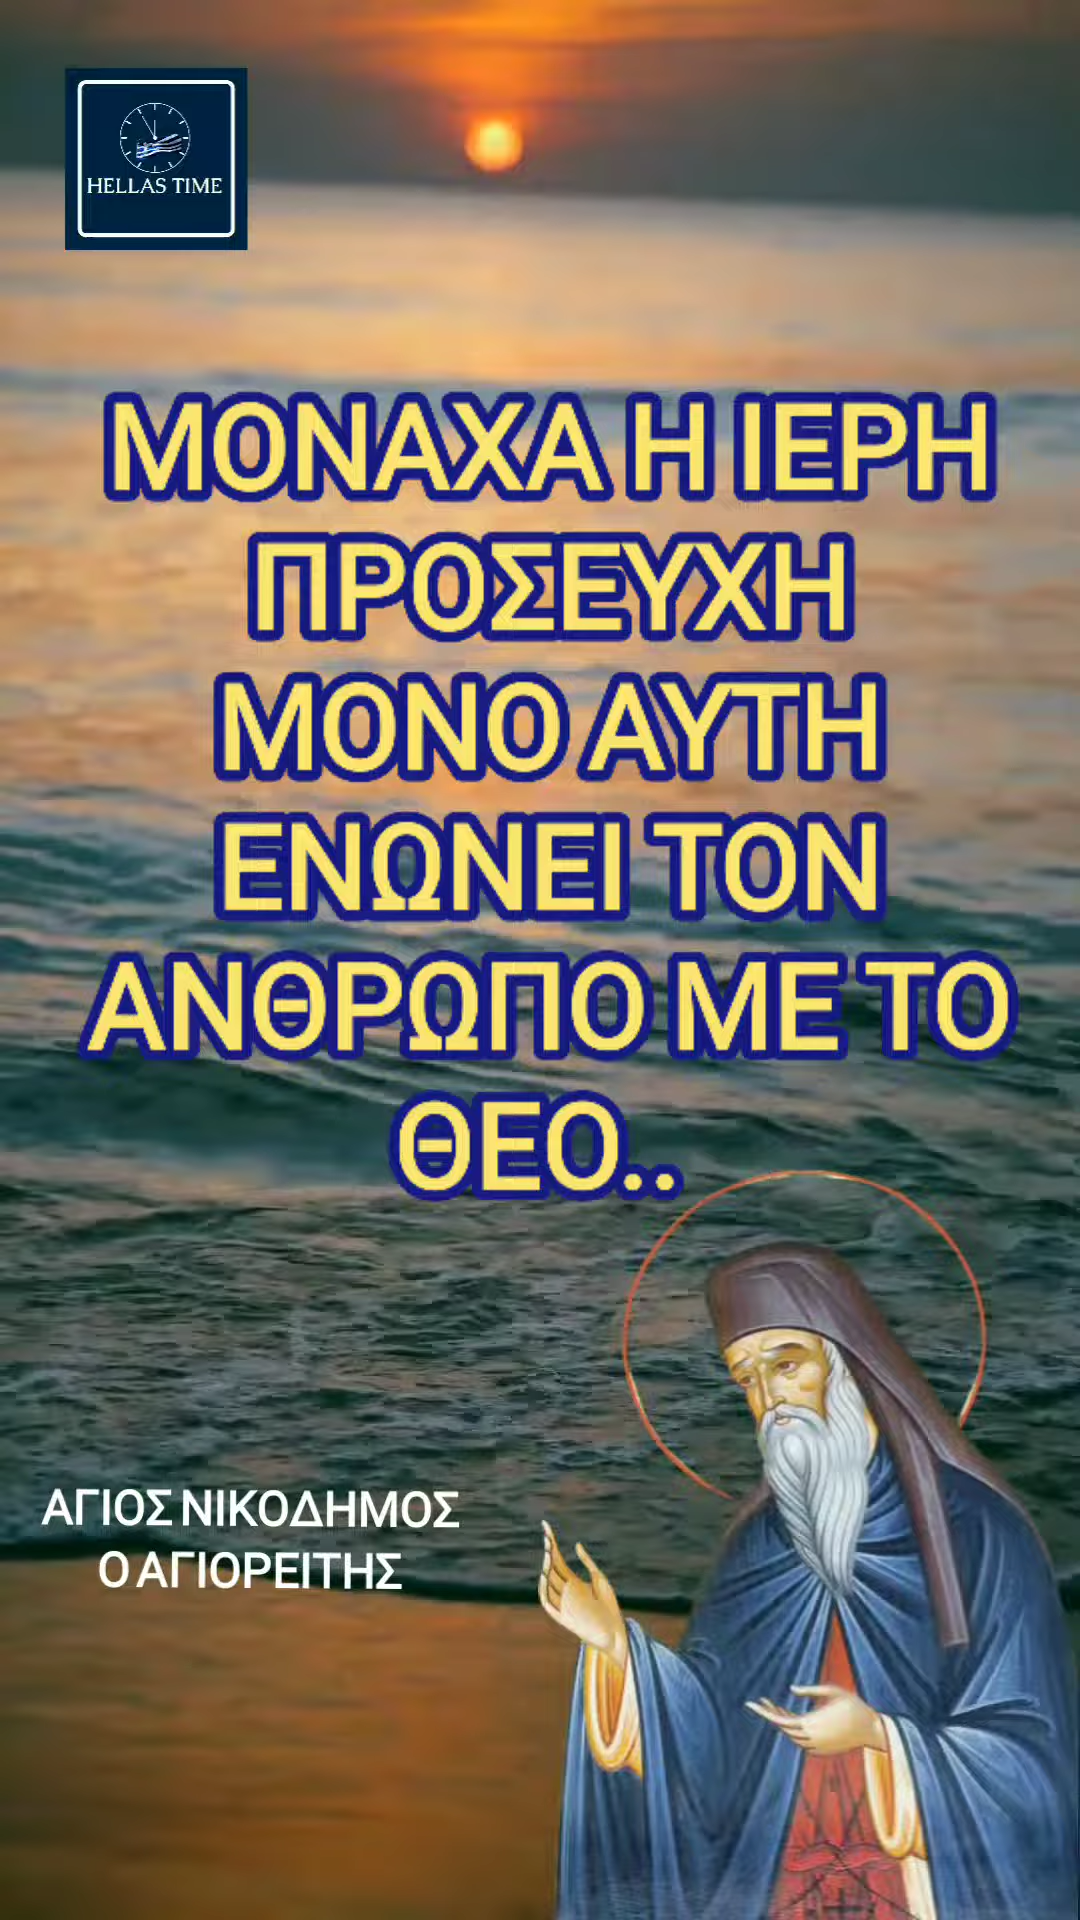 HELLAS TIME
ΜΟΝΑΧΑ Η ΙΕΡΗ
ΠΡΟΣΕΥΧΗ
ΜΟΝΟ ΑΥΤΗ
ΕΝΩΝΕΙ ΤΟΝ
ΑΝΘΡΩΠΟ ΜΕ ΤΟ
ΘΕΟ..
ΑΓΙΟΣ ΝΙΚΟΔΗΜΟΣ
Ο ΑΓΙΟΡΕΙΤΗΣ